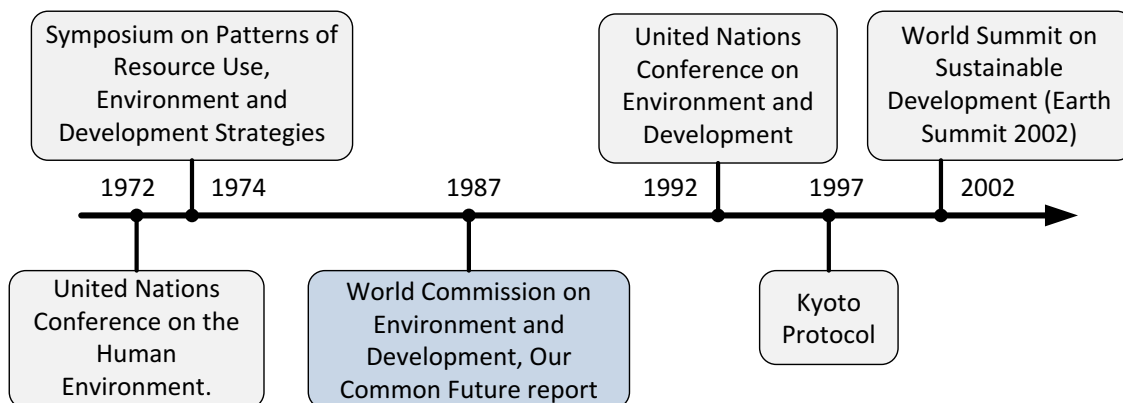 Symposium on Patterns of
Resource Use,
Environment and
Development Strategies
United Nations
Conference on
Environment and
Development
World Summit on
Sustainable
Development (Earth
Summit 2002)
1972
1974
1987
1992
1997
2002
United Nations
Conference on the
Human
Environment.
World Commission on
Environment and
Development, Our
Common Future report
Kyoto
Protocol